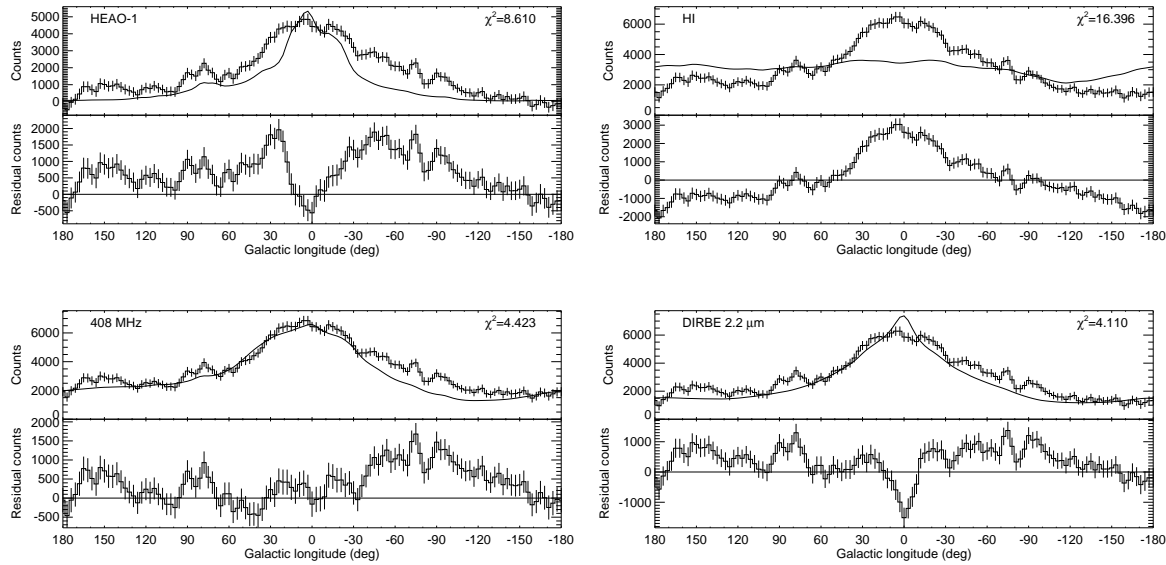 HEAO-1
χ²=8.610
Counts
5000
4000
3000
2000
1000
0
Residual counts
2000
1500
1000
500
0
-500
180 150 120 90 60 30 0 -30 -60 -90 -120 -150 -180
Galactic longitude (deg)
HI
χ²=16.396
Counts
6000
4000
2000
0
Residual counts
3000
2000
1000
0
-1000
-2000
180 150 120 90 60 30 0 -30 -60 -90 -120 -150 -180
Galactic longitude (deg)
408 MHz
χ²=4.423
Counts
6000
4000
2000
0
Residual counts
2000
1500
1000
500
0
-500
180 150 120 90 60 30 0 -30 -60 -90 -120 -150 -180
Galactic longitude (deg)
DIRBE 2.2 μm
χ²=4.110
Counts
6000
4000
2000
0
Residual counts
1000
0
-1000
180 150 120 90 60 30 0 -30 -60 -90 -120 -150 -180
Galactic longitude (deg)